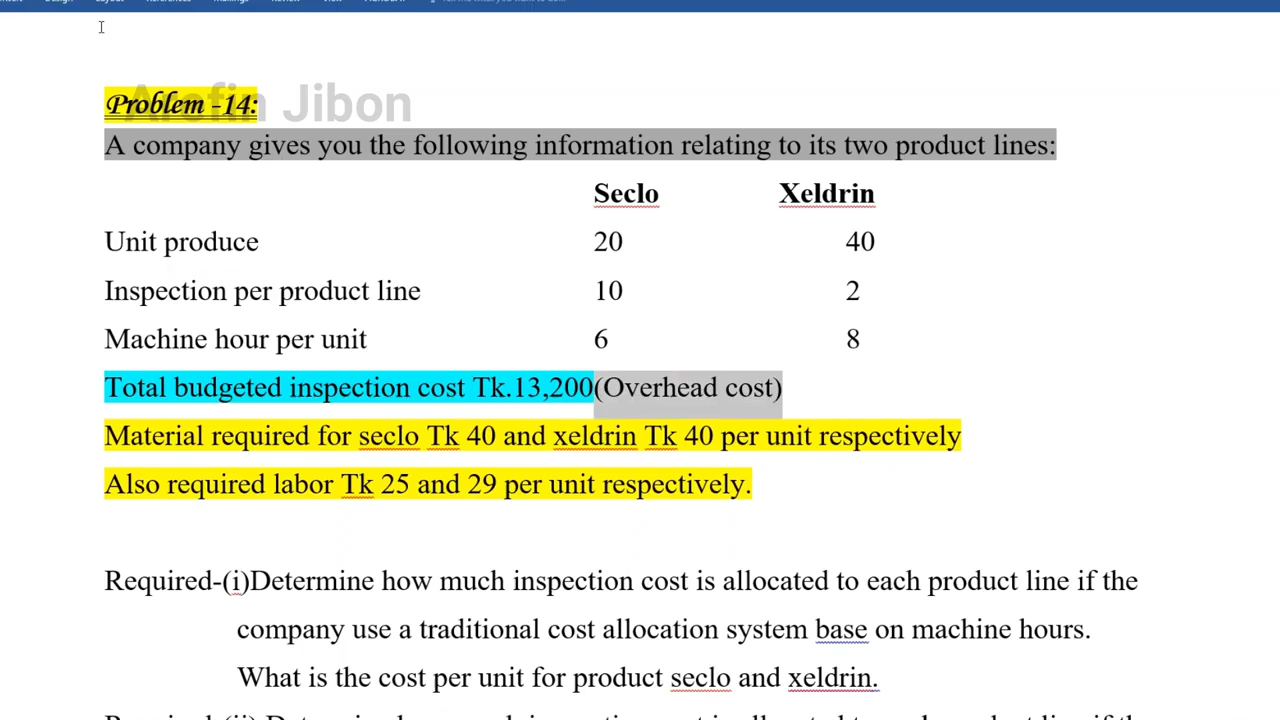 Problem -14:
Arefin Jibon
A company gives you the following information relating to its two product lines:
Seclo Xeldrin
Unit produce 20 40
Inspection per product line 10 2
Machine hour per unit 6 8
Total budgeted inspection cost Tk.13,200(Overhead cost)
Material required for seclo Tk 40 and xeldrin Tk 40 per unit respectively
Also required labor Tk 25 and 29 per unit respectively.
Required-(i)Determine how much inspection cost is allocated to each product line if the
company use a traditional cost allocation system base on machine hours.
What is the cost per unit for product seclo and xeldrin.